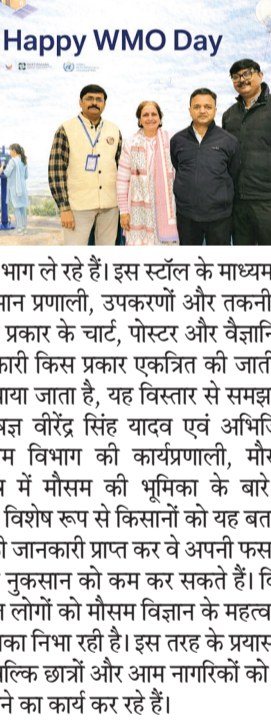 Happy WMO Day
भाग ले रहे हैं। इस स्टॉल के माध्यम
प्रणाली, उपकरणों और तकनी
प्रकार के चार्ट, पोस्टर और वैज्ञानि
कारी किस प्रकार एकत्रित की जाती
जाता है, यह विस्तार से समझ
वीरेंद्र सिंह यादव एवं अभिजि
विभाग की कार्यप्रणाली, मौस
में मौसम की भूमिका के बारे
विशेष रूप से किसानों को यह बत
जानकारी प्राप्त कर वे अपनी फस
नुकसान को कम कर सकते हैं। वि
लोगों को मौसम विज्ञान के महत्व
निभा रही है। इस तरह के प्रयास
छात्रों और आम नागरिकों को
का कार्य कर रहे हैं।